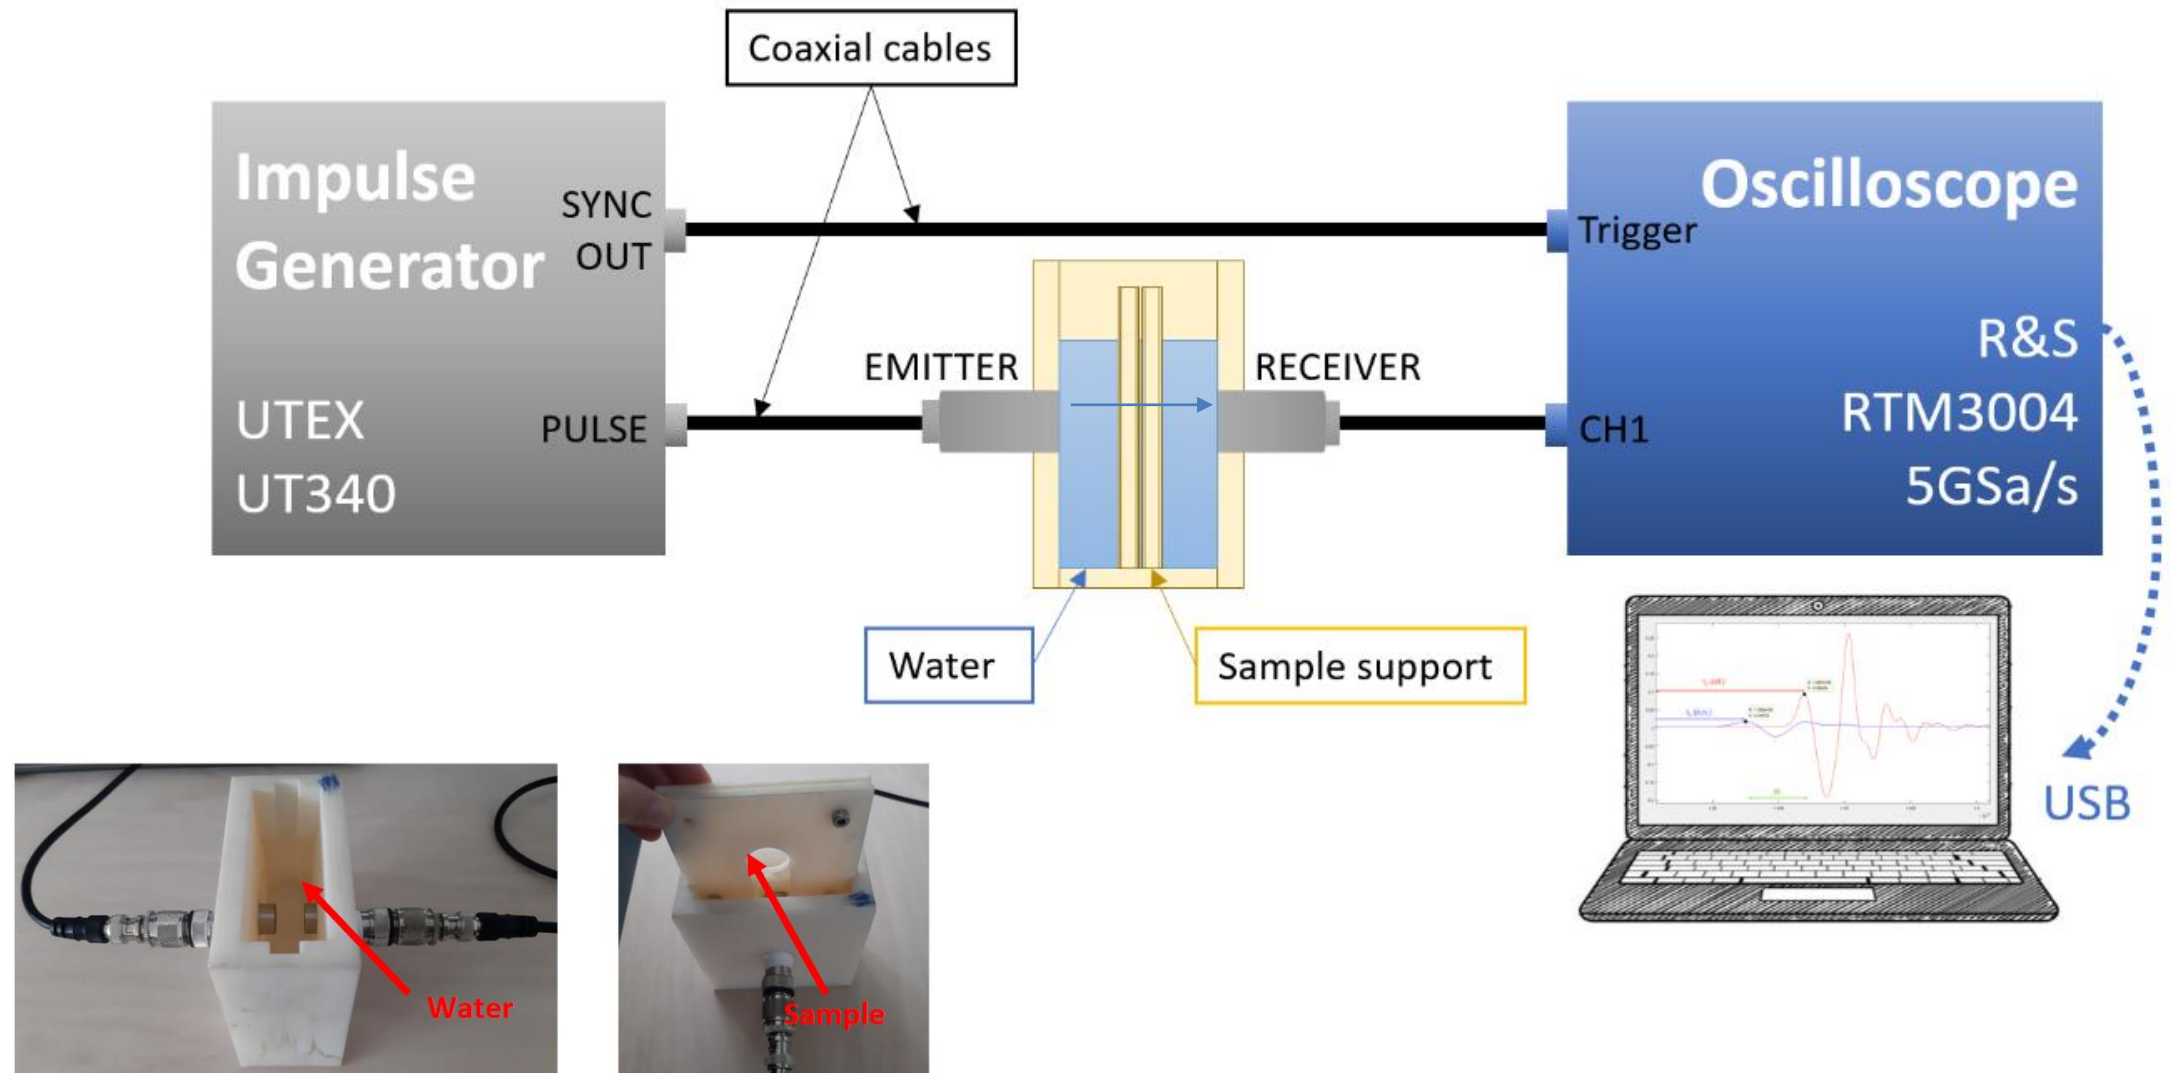 Coaxial cables
Impulse
Generator
SYNC
OUT
UTEX
UT340
PULSE
EMITTER
RECEIVER
Oscilloscope
Trigger
R&S
RTM3004
5GSa/s
CH1
Water
Sample support
USB
Water
Sample